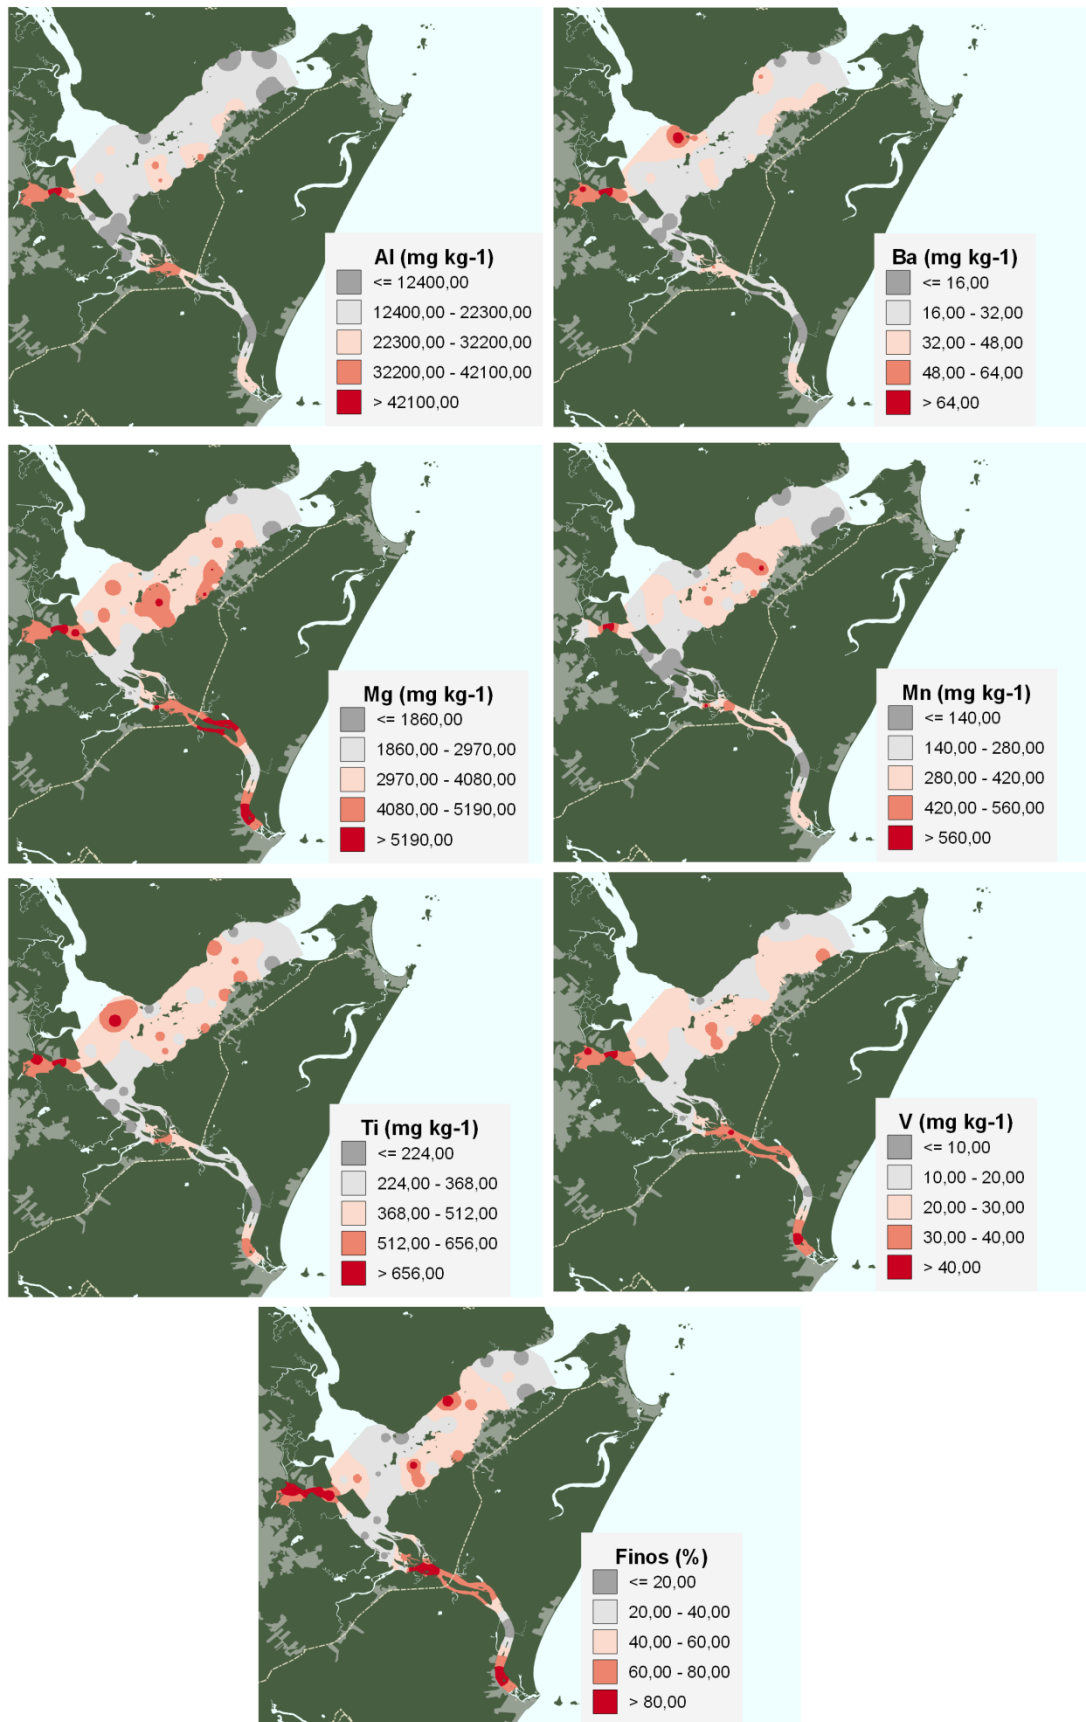 Al (mg kg-1)
<= 12400,00
12400,00 - 22300,00
22300,00 - 32200,00
32200,00 - 42100,00
> 42100,00
Ba (mg kg-1)
<= 16,00
16,00 - 32,00
32,00 - 48,00
48,00 - 64,00
> 64,00
Mg (mg kg-1)
<= 1860,00
1860,00 - 2970,00
2970,00 - 4080,00
4080,00 - 5190,00
> 5190,00
Mn (mg kg-1)
<= 140,00
140,00 - 280,00
280,00 - 420,00
420,00 - 560,00
> 560,00
Ti (mg kg-1)
<= 224,00
224,00 - 368,00
368,00 - 512,00
512,00 - 656,00
> 656,00
V (mg kg-1)
<= 10,00
10,00 - 20,00
20,00 - 30,00
30,00 - 40,00
> 40,00
Finos (%)
<= 20,00
20,00 - 40,00
40,00 - 60,00
60,00 - 80,00
> 80,00